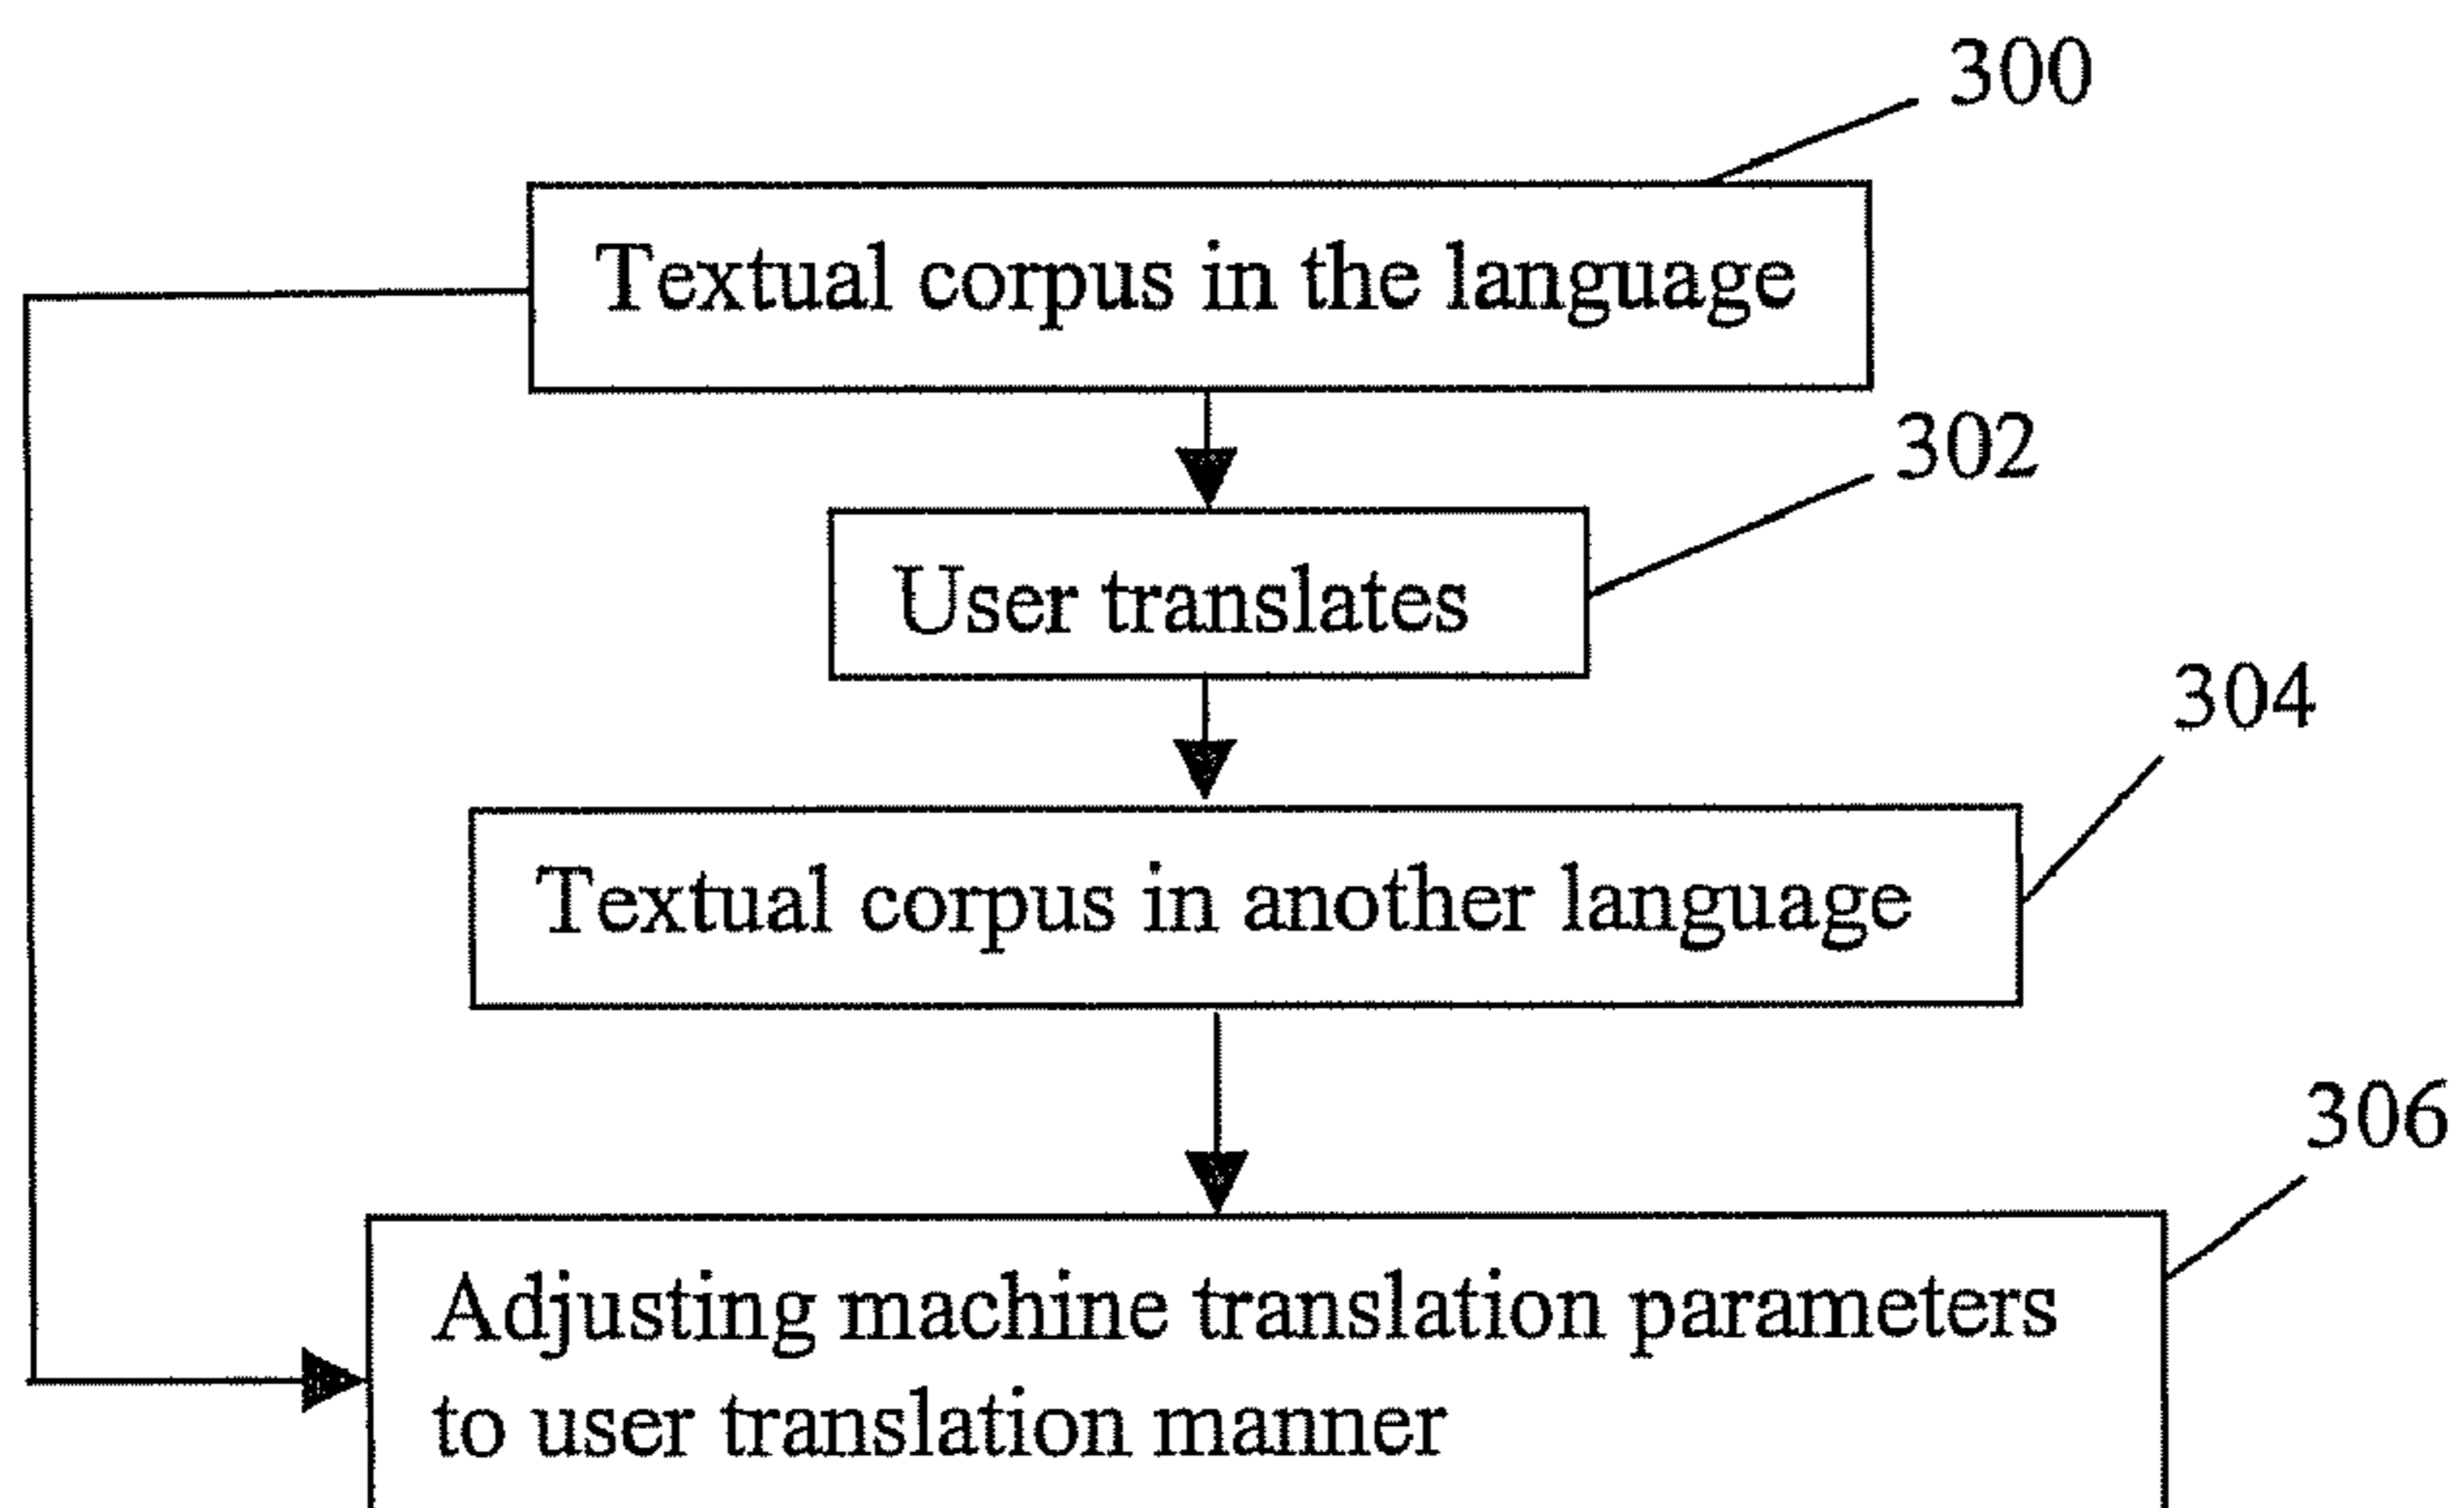 300
Textual corpus in the language
302
User translates
304
Textual corpus in another language
306
Adjusting machine translation parameters
to user translation manner